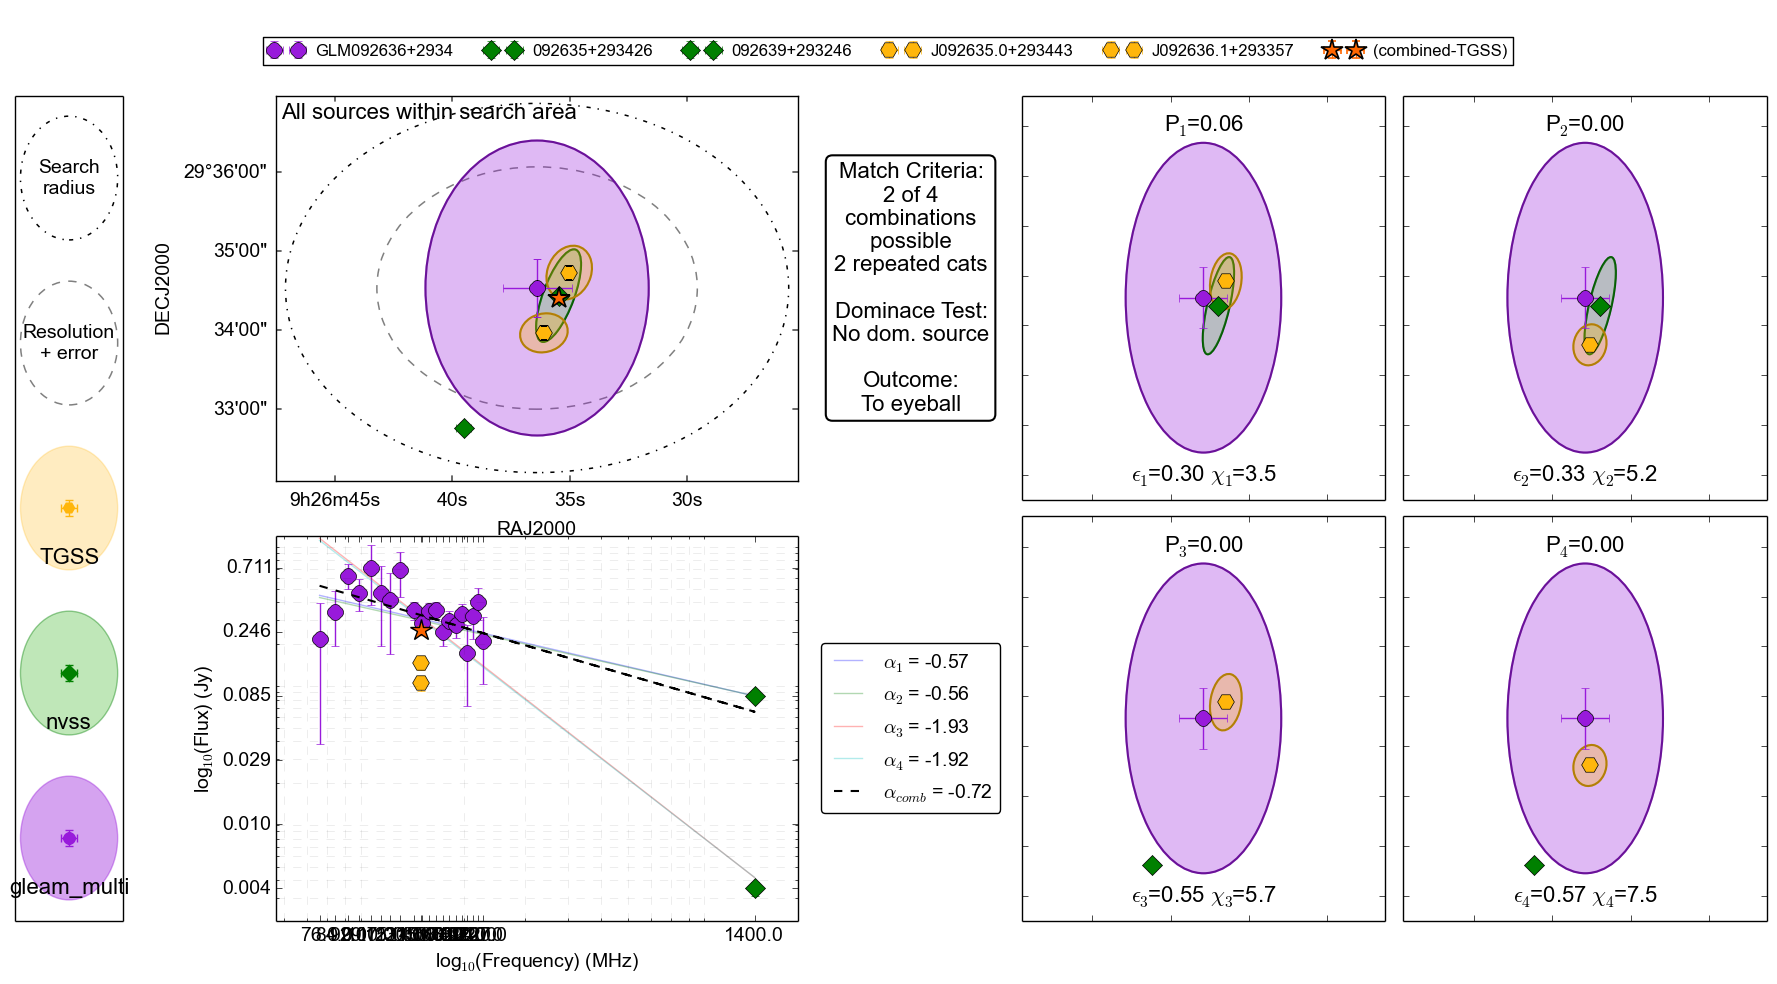 GLM092636+2934 092635+293426 092639+293246 J092635.0+293443 J092636.1+293357 (combined-TGSS)
Search
radius
Resolution
+ error
TGSS
nvss
gleam_multi
All sources within search area
DECJ2000
29°36'00"
35'00"
34'00"
33'00"
9h26m45s 40s 35s 30s
RAJ2000
Match Criteria:
2 of 4
combinations
possible
2 repeated cats
Dominace Test:
No dom. source
Outcome:
To eyeball
P1=0.06
ϵ1=0.30 χ1=3.5
P2=0.00
ϵ2=0.33 χ2=5.2
P3=0.00
ϵ3=0.55 χ3=5.7
P4=0.00
ϵ4=0.57 χ4=7.5
log10(Flux) (Jy)
0.711
0.246
0.085
0.029
0.010
0.004
1400.0
log10(Frequency) (MHz)
α1 = -0.57
α2 = -0.56
α3 = -1.93
α4 = -1.92
αcomb = -0.72